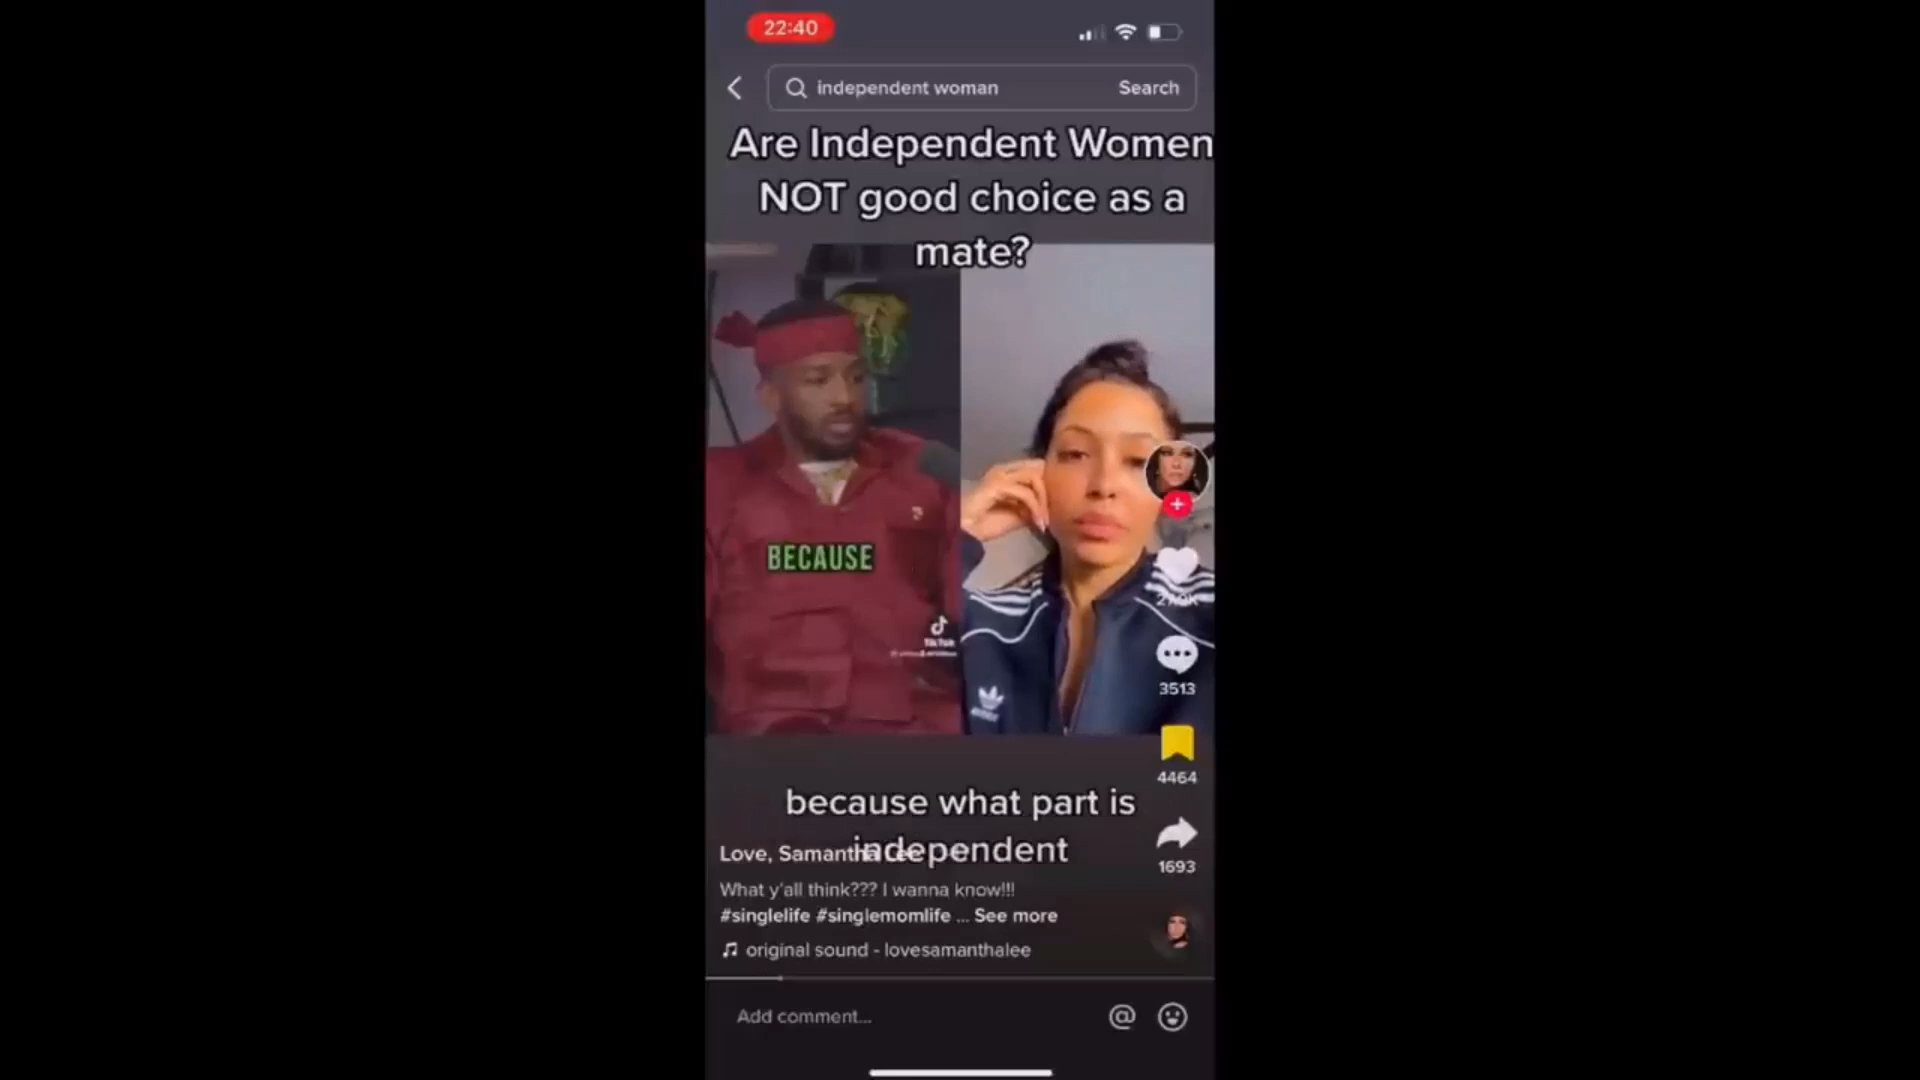 22:40
independent woman
Search
Are Independent Women
NOT good choice as a
mate?
BECAUSE
TikTok
3513
4464
because what part is
independent
1693
Love, Samantha
What y'all think??? I wanna know!!!
#singlelife #singlemomlife ... See more
original sound - lovesamanthalee
Add comment...